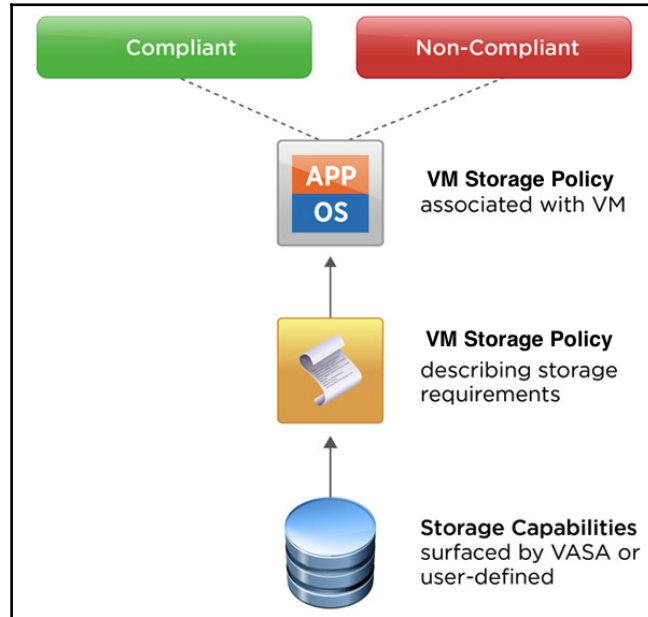 Compliant
Non-Compliant
APP
OS
VM Storage Policy
associated with VM
VM Storage Policy
describing storage
requirements
Storage Capabilities
surfaced by VASA or
user-defined